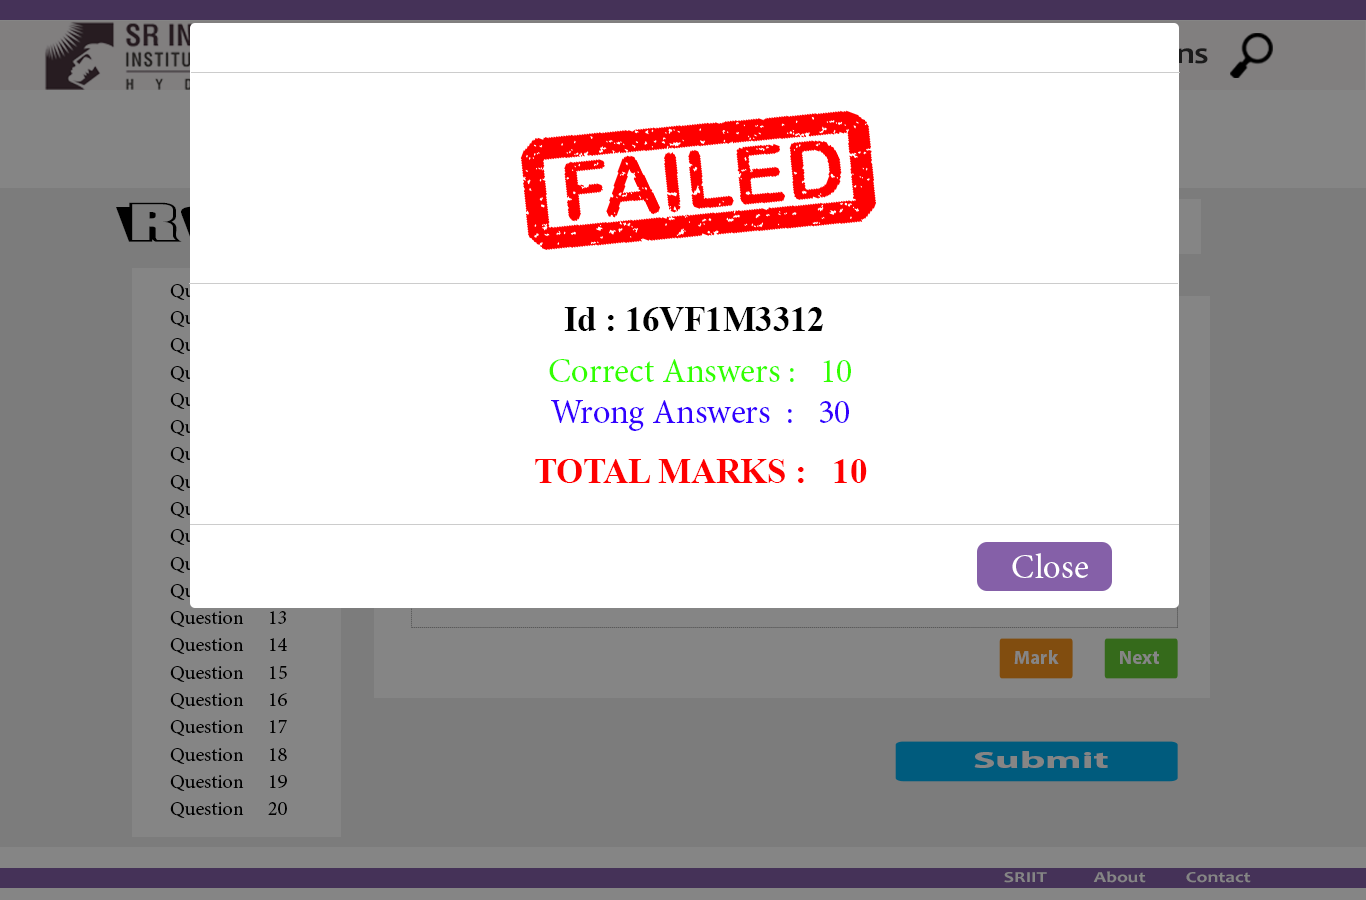 SR IN
INSTITU
H Y D
ns
FAILED
Id : 16VF1M3312
Correct Answers : 10
Wrong Answers : 30
TOTAL MARKS : 10
Close
Qu
Qu
Qu
Qu
Qu
Qu
Qu
Qu
Qu
Qu
Qu
Qu
Question 13
Question 14
Question 15
Question 16
Question 17
Question 18
Question 19
Question 20
Mark
Next
Submit
SRIIT About Contact